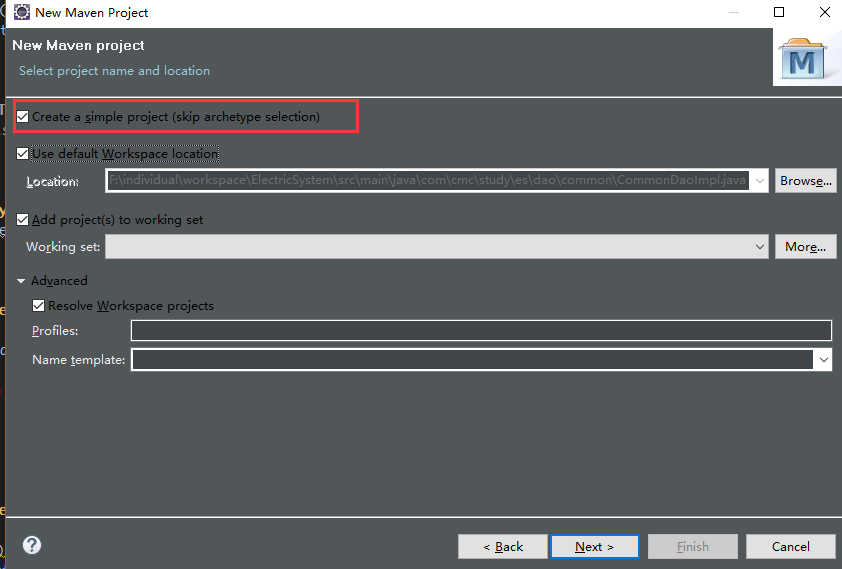 New Maven Project
New Maven project
Select project name and location
M
Create a simple project (skip archetype selection)
Use default Workspace location
Location: F:\individual\workspace\ElectricSystem\src\main\java\com\cmc\study\es\dao\common\CommonDaoImpl.java Browse...
Add project(s) to working set
Working set: More...
Advanced
Resolve Workspace projects
Profiles:
Name template:
? < Back Next > Finish Cancel